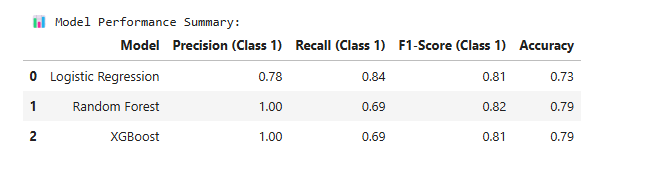 📊 Model Performance Summary:
Model Precision (Class 1) Recall (Class 1) F1-Score (Class 1) Accuracy
0 Logistic Regression 0.78 0.84 0.81 0.73
1 Random Forest 1.00 0.69 0.82 0.79
2 XGBoost 1.00 0.69 0.81 0.79